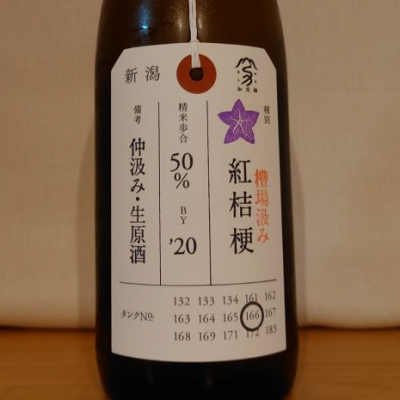 新潟
加茂錦
種別
槽場汲み
紅桔梗
精米歩合
50%
BY
'20
備考
仲汲み・生原酒
タンクNo.
132 133 134 161 162
163 164 165 166 167
168 169 171 172 183